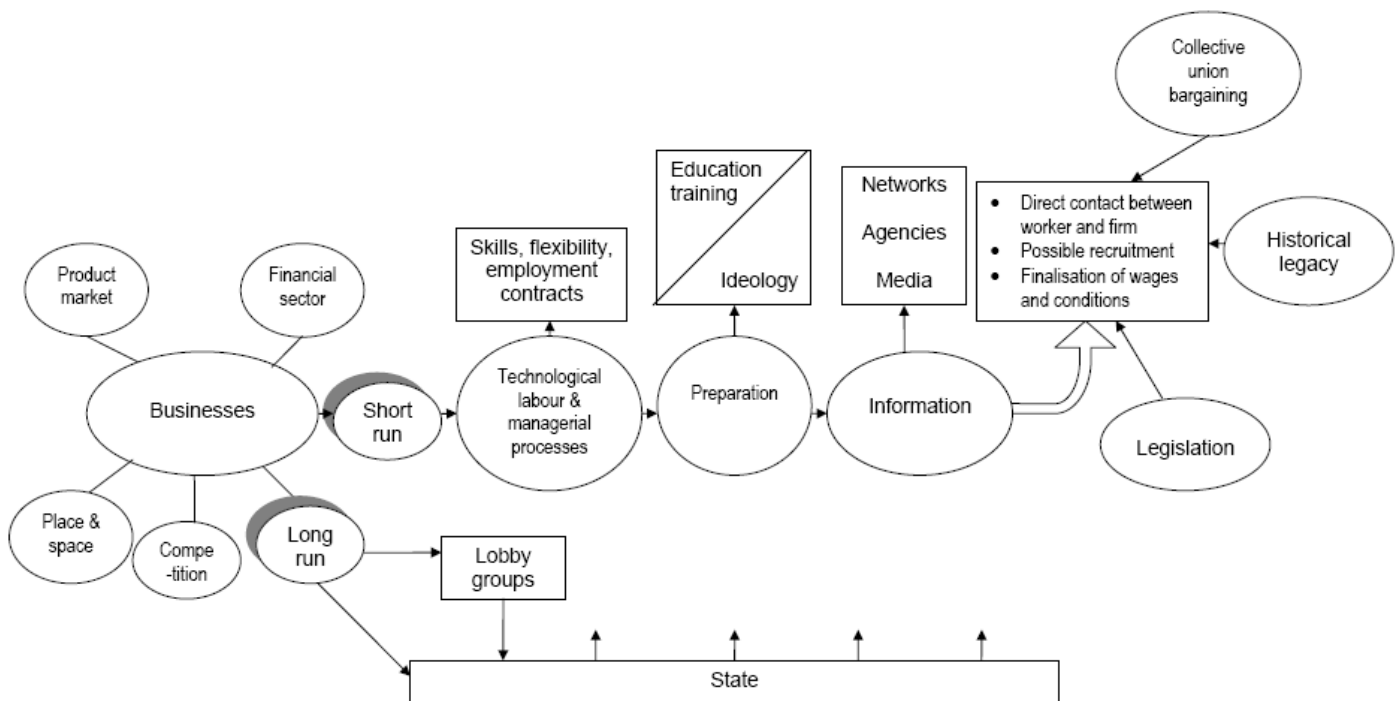 Collective
union
bargaining
Education
training
Ideology
Networks
Agencies
Media
• Direct contact between
worker and firm
• Possible recruitment
• Finalisation of wages
and conditions
Historical
legacy
Skills, flexibility,
employment
contracts
Product
market
Financial
sector
Businesses
Short
run
Technological
labour &
managerial
processes
Preparation
Information
Legislation
Place &
space
Compe
-tition
Long
run
Lobby
groups
State